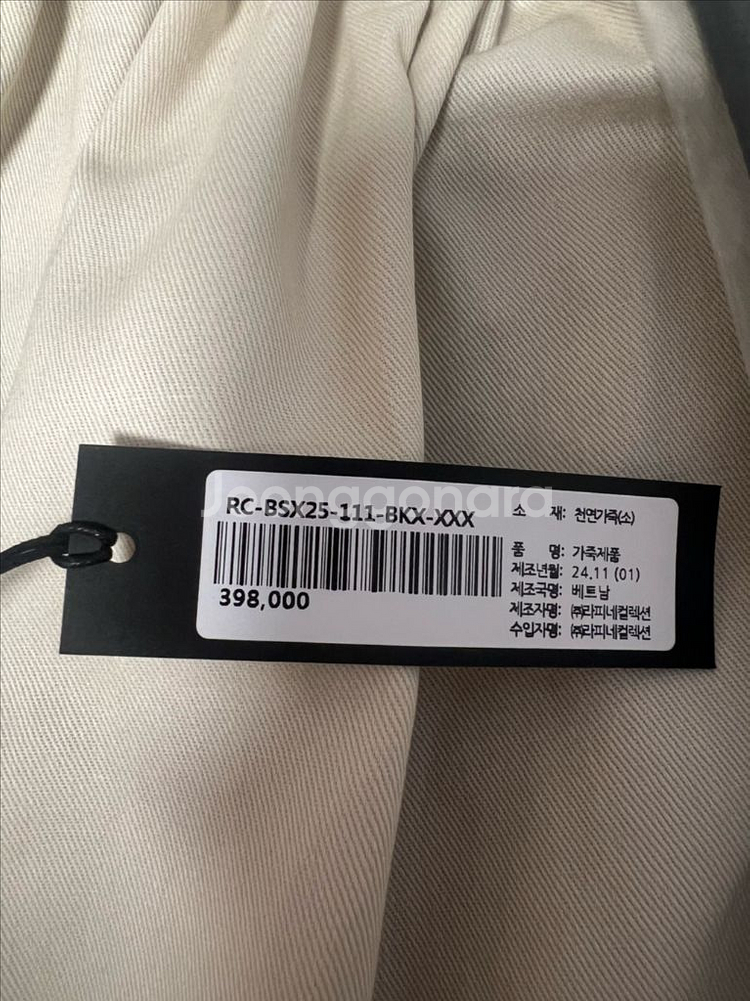 Joonggonara
RC-BSX25-111-BKX-XXX
398,000
소 재: 천연가죽(소)
품 명: 가죽제품
제조년월: 24.11 (01)
제조국명: 베트남
제조자명: ㈜라피네컬렉션
수입자명: ㈜라피네컬렉션